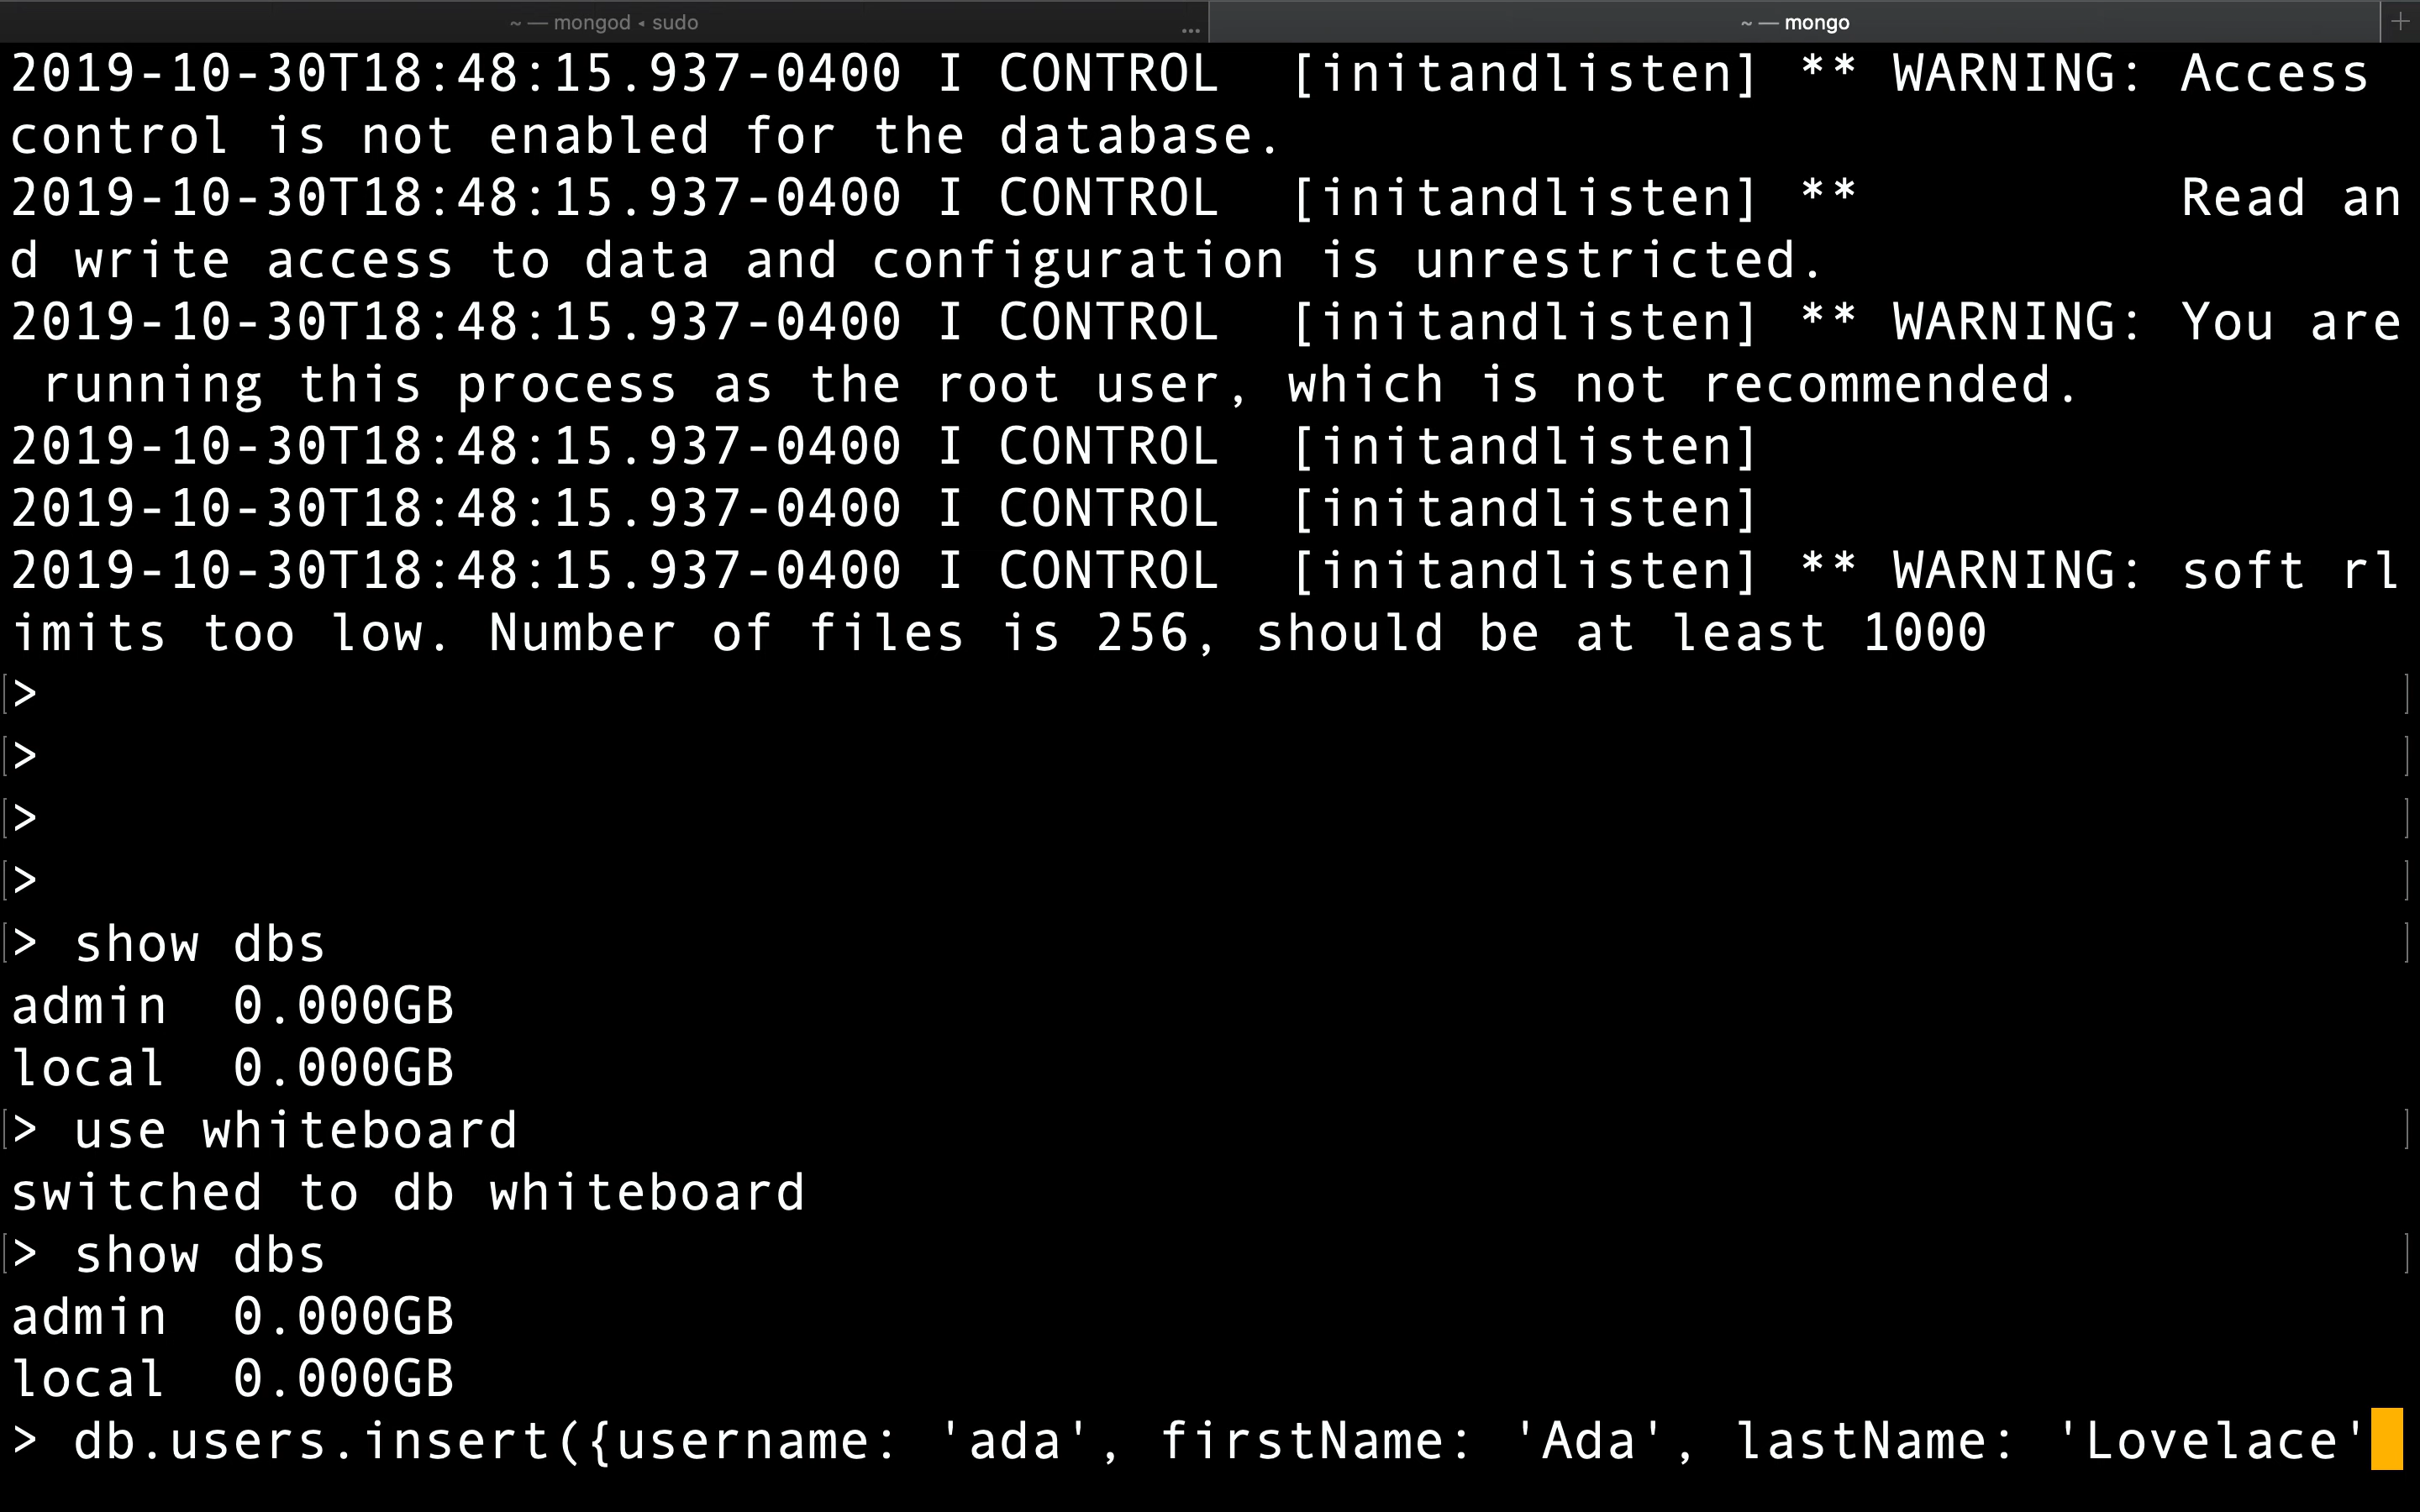 ~ — mongod ◂ sudo ... ~ — mongo +
2019-10-30T18:48:15.937-0400 I CONTROL  [initandlisten] ** WARNING: Access
control is not enabled for the database.
2019-10-30T18:48:15.937-0400 I CONTROL  [initandlisten] **          Read an
d write access to data and configuration is unrestricted.
2019-10-30T18:48:15.937-0400 I CONTROL  [initandlisten] ** WARNING: You are
 running this process as the root user, which is not recommended.
2019-10-30T18:48:15.937-0400 I CONTROL  [initandlisten]
2019-10-30T18:48:15.937-0400 I CONTROL  [initandlisten]
2019-10-30T18:48:15.937-0400 I CONTROL  [initandlisten] ** WARNING: soft rl
imits too low. Number of files is 256, should be at least 1000
[> ]
[> ]
[> ]
[> ]
[> show dbs ]
admin  0.000GB
local  0.000GB
[> use whiteboard ]
switched to db whiteboard
[> show dbs ]
admin  0.000GB
local  0.000GB
> db.users.insert({username: 'ada', firstName: 'Ada', lastName: 'Lovelace'